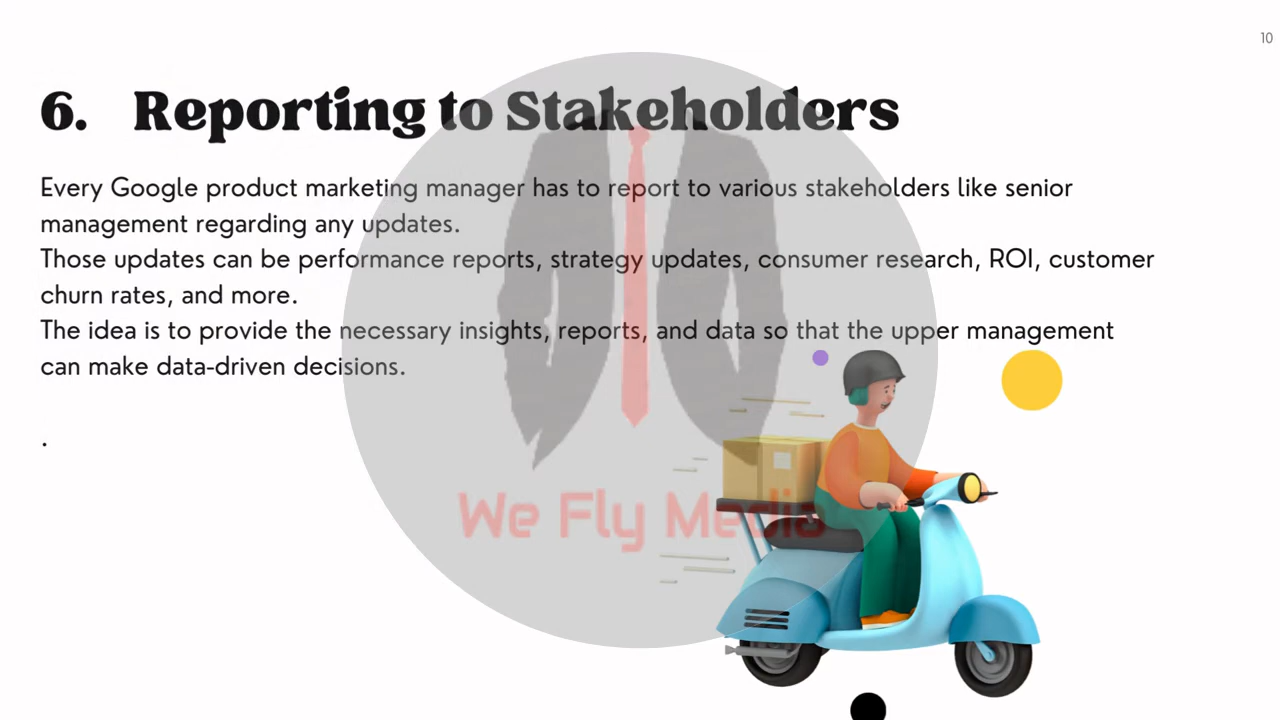 10
6. Reporting to Stakeholders
Every Google product marketing manager has to report to various stakeholders like senior
management regarding any updates.
Those updates can be performance reports, strategy updates, consumer research, ROI, customer
churn rates, and more.
The idea is to provide the necessary insights, reports, and data so that the upper management
can make data-driven decisions.
.
We Fly Media